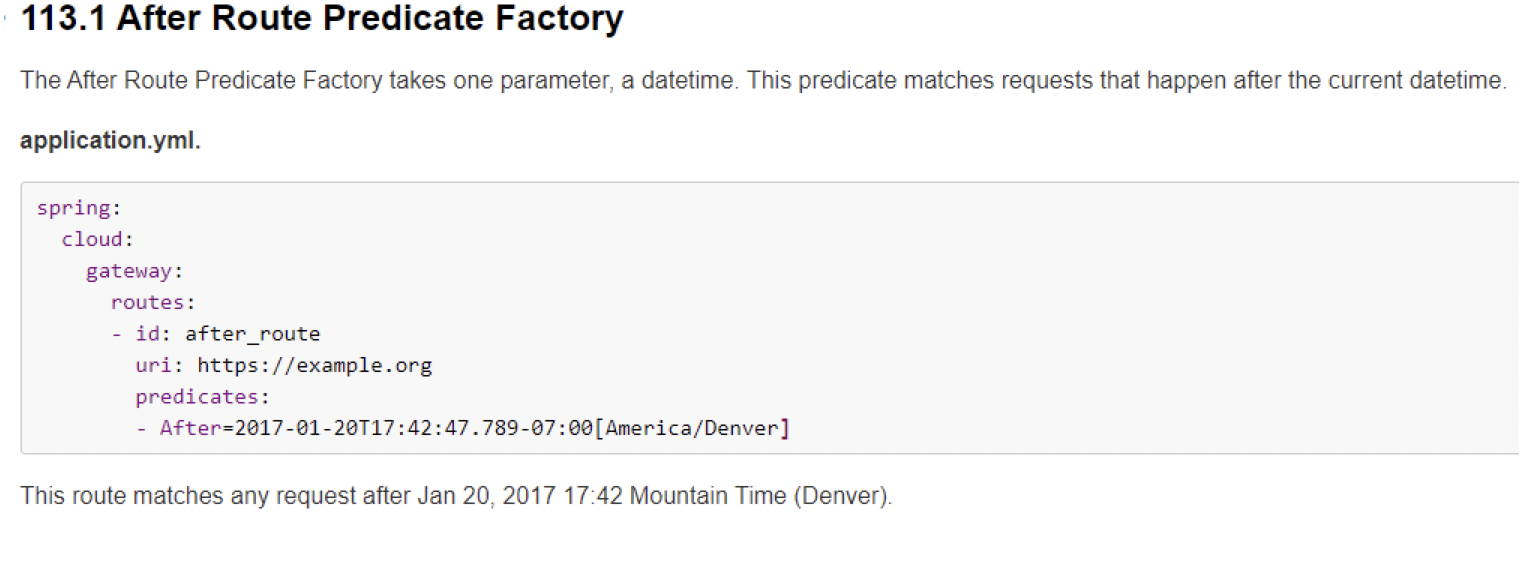 113.1 After Route Predicate Factory
The After Route Predicate Factory takes one parameter, a datetime. This predicate matches requests that happen after the current datetime.
application.yml.
spring:
  cloud:
    gateway:
      routes:
      - id: after_route
        uri: https://example.org
        predicates:
        - After=2017-01-20T17:42:47.789-07:00[America/Denver]
This route matches any request after Jan 20, 2017 17:42 Mountain Time (Denver).